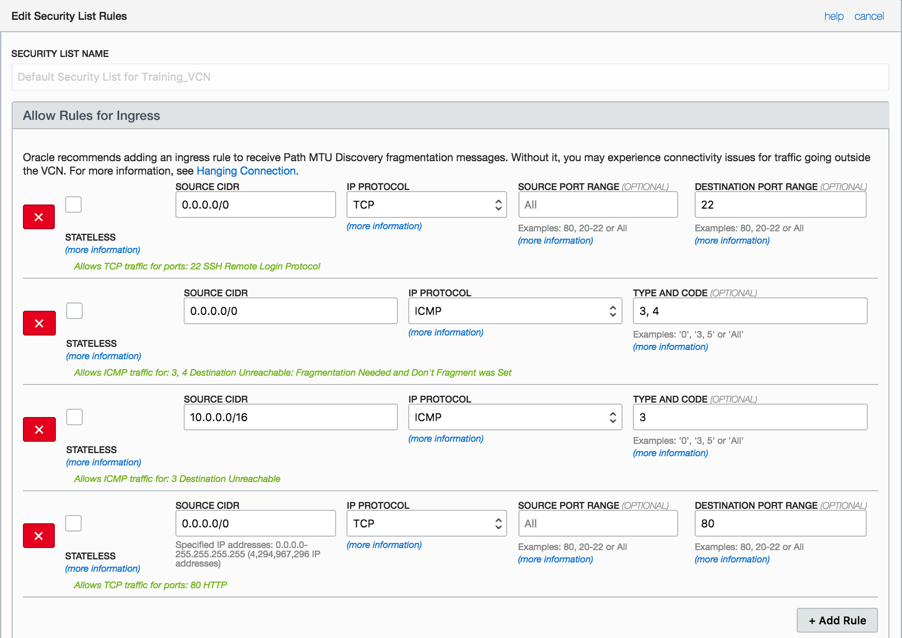 Edit Security List Rules
help cancel
SECURITY LIST NAME
Default Security List for Training_VCN
Allow Rules for Ingress
Oracle recommends adding an ingress rule to receive Path MTU Discovery fragmentation messages. Without it, you may experience connectivity issues for traffic going outside
the VCN. For more information, see Hanging Connection.
SOURCE CIDR IP PROTOCOL SOURCE PORT RANGE (OPTIONAL) DESTINATION PORT RANGE (OPTIONAL)
0.0.0.0/0 TCP All 22
(more information) Examples: 80, 20-22 or All Examples: 80, 20-22 or All
STATELESS (more information) (more information)
(more information)
Allows TCP traffic for ports: 22 SSH Remote Login Protocol
SOURCE CIDR IP PROTOCOL TYPE AND CODE (OPTIONAL)
0.0.0.0/0 ICMP 3, 4
(more information) Examples: '0', '3, 5' or 'All'
STATELESS (more information)
(more information)
Allows ICMP traffic for: 3, 4 Destination Unreachable: Fragmentation Needed and Don't Fragment was Set
SOURCE CIDR IP PROTOCOL TYPE AND CODE (OPTIONAL)
10.0.0.0/16 ICMP 3
(more information) Examples: '0', '3, 5' or 'All'
STATELESS (more information)
(more information)
Allows ICMP traffic for: 3 Destination Unreachable
SOURCE CIDR IP PROTOCOL SOURCE PORT RANGE (OPTIONAL) DESTINATION PORT RANGE (OPTIONAL)
0.0.0.0/0 TCP All 80
Specified IP addresses: 0.0.0.0- (more information) Examples: 80, 20-22 or All Examples: 80, 20-22 or All
255.255.255.255 (4,294,967,296 IP
STATELESS addresses) (more information) (more information)
(more information)
Allows TCP traffic for ports: 80 HTTP
+ Add Rule